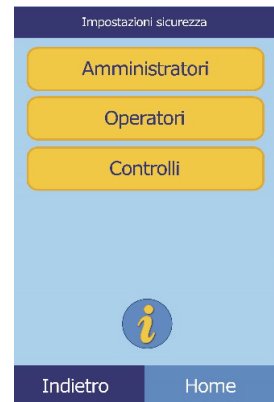 Impostazioni sicurezza
Amministratori
Operatori
Controlli
i
Indietro Home